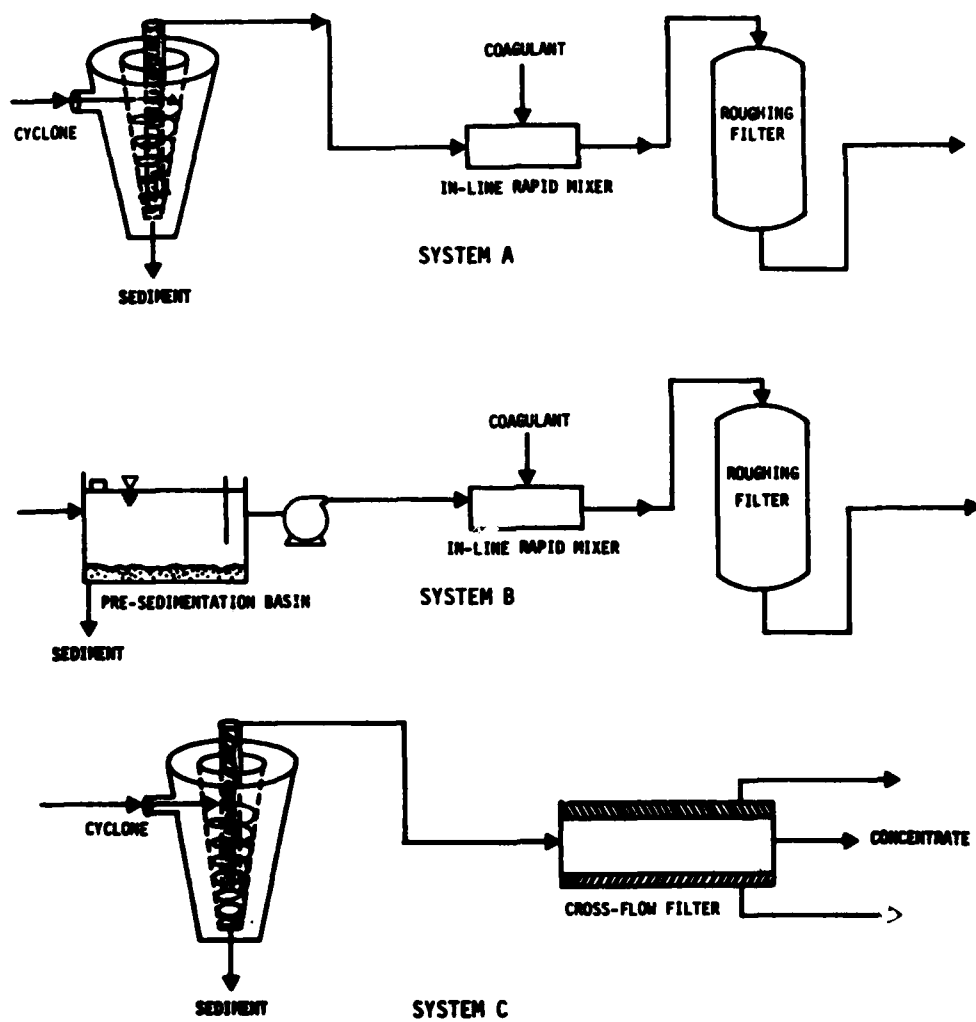 COAGULANT
ROUGHING
FILTER
CYCLONE
IN-LINE RAPID MIXER
SYSTEM A
SEDIMENT
COAGULANT
ROUGHING
FILTER
IN-LINE RAPID MIXER
PRE-SEDIMENTATION BASIN
SYSTEM B
SEDIMENT
CYCLONE
CONCENTRATE
CROSS-FLOW FILTER
SEDIMENT
SYSTEM C